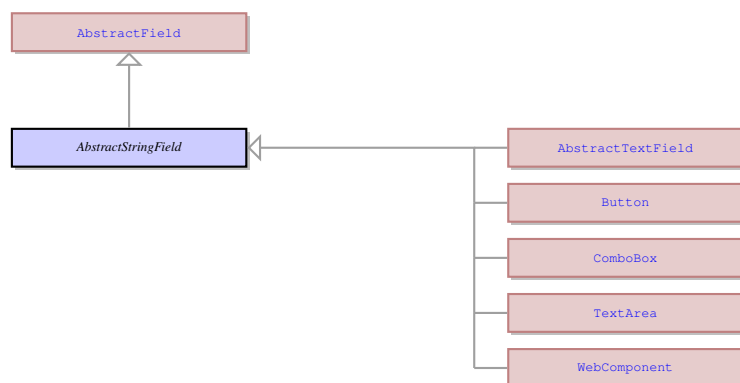 AbstractField
AbstractStringField
AbstractTextField
Button
ComboBox
TextArea
WebComponent